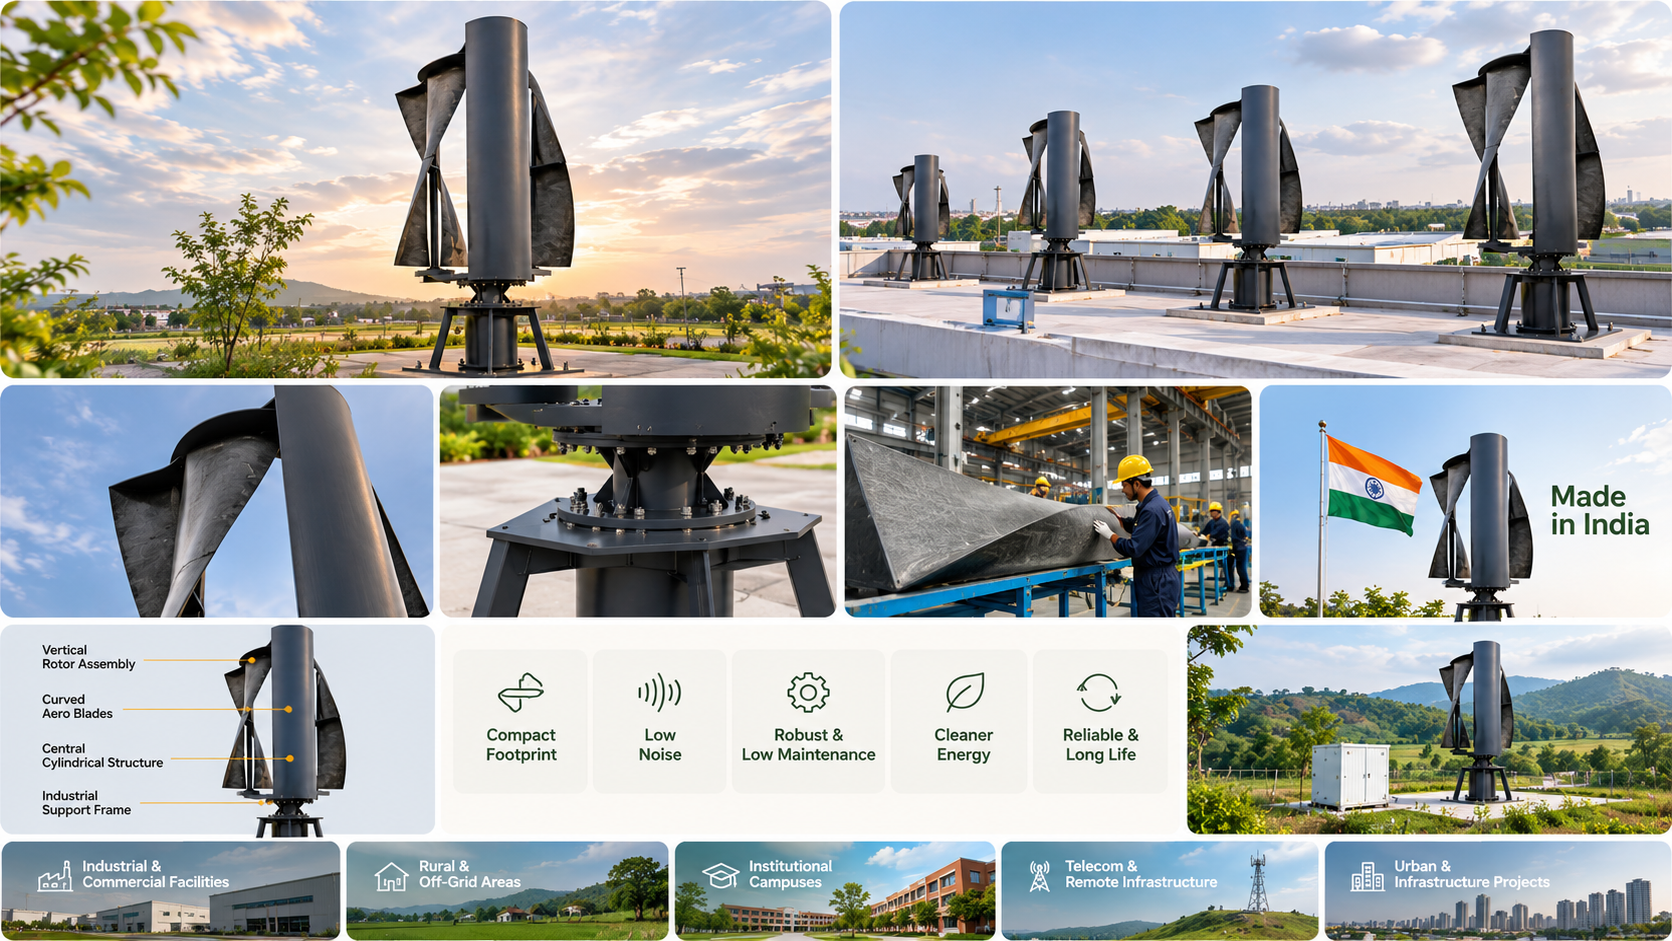 Made
in India
Vertical
Rotor Assembly
Curved
Aero Blades
Central
Cylindrical Structure
Industrial
Support Frame
Compact
Footprint
Low
Noise
Robust &
Low Maintenance
Cleaner
Energy
Reliable &
Long Life
Industrial &
Commercial Facilities
Rural &
Off-Grid Areas
Institutional
Campuses
Telecom &
Remote Infrastructure
Urban &
Infrastructure Projects